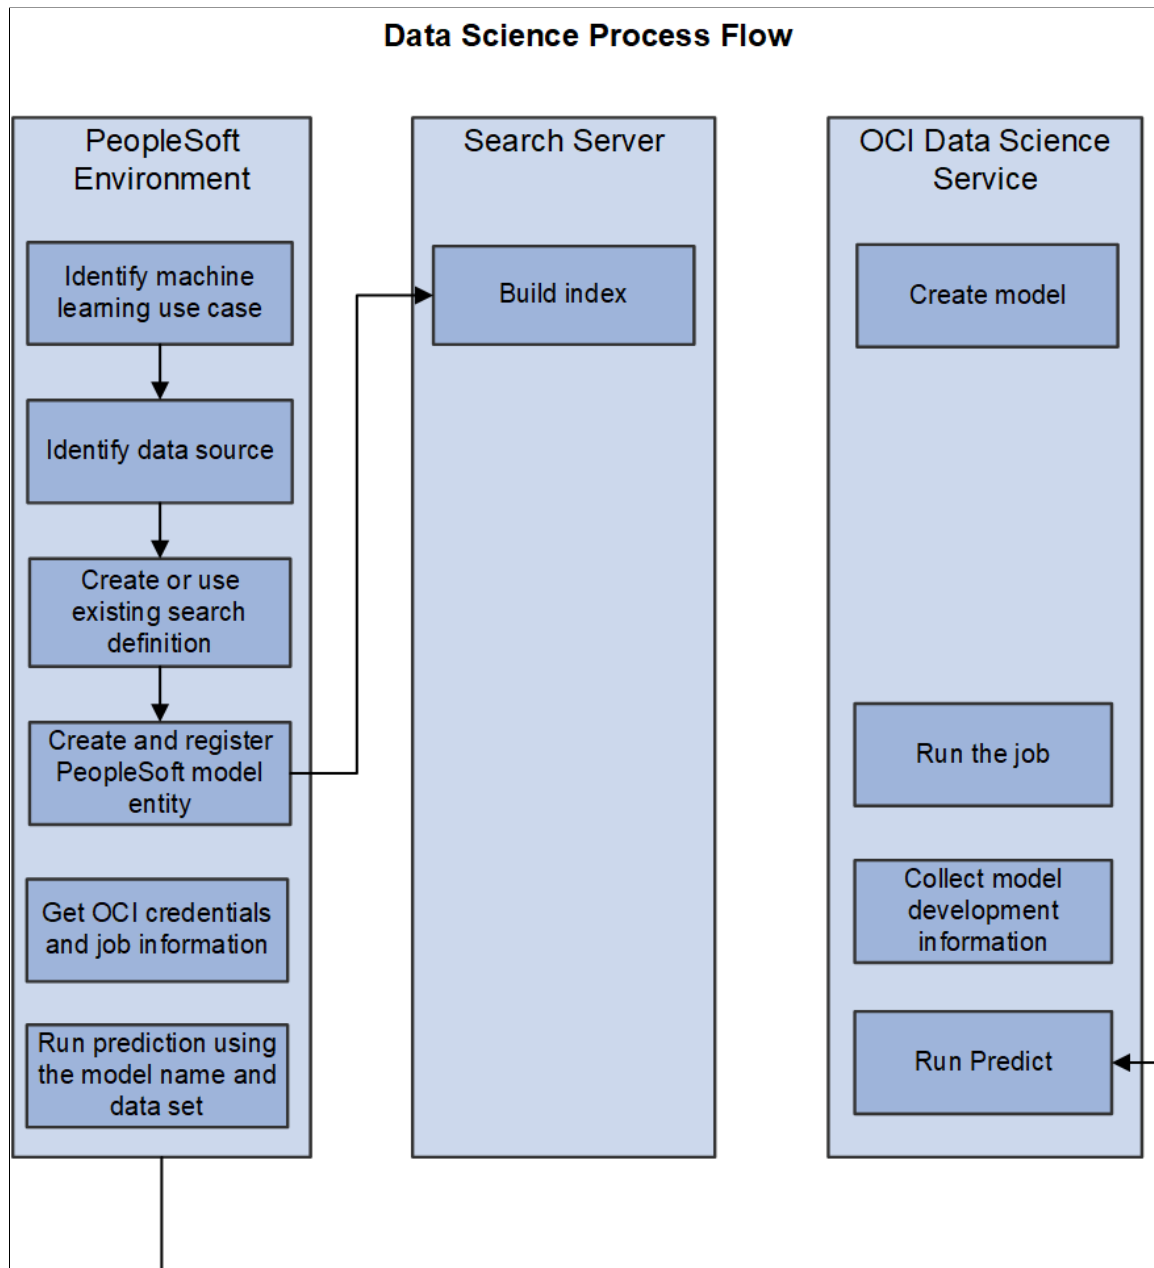 Data Science Process Flow
PeopleSoft
Environment
Identify machine
learning use case
Identify data source
Create or use
existing search
definition
Create and register
PeopleSoft model
entity
Get OCI credentials
and job information
Run prediction using
the model name and
data set
Search Server
Build index
OCI Data Science
Service
Create model
Run the job
Collect model
development
information
Run Predict